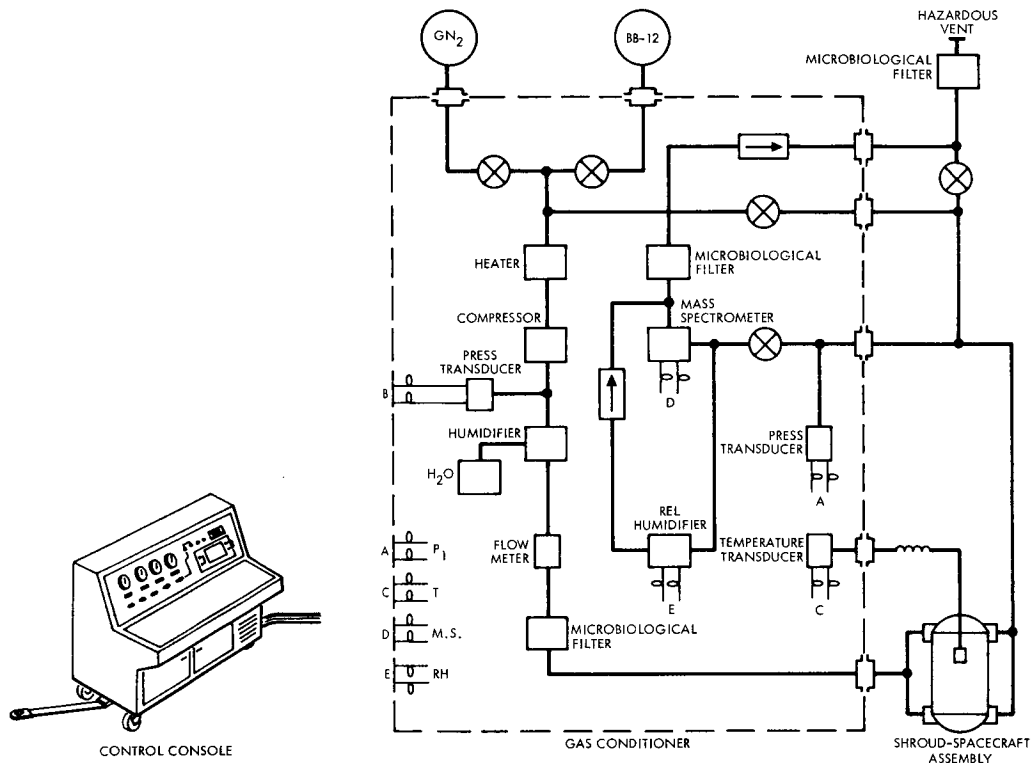 GN2
BB-12
HAZARDOUS
VENT
MICROBIOLOGICAL
FILTER
HEATER
MICROBIOLOGICAL
FILTER
COMPRESSOR
MASS
SPECTROMETER
PRESS
TRANSDUCER
B
D
HUMIDIFIER
H2O
PRESS
TRANSDUCER
A
REL
HUMIDIFIER
E
FLOW
METER
TEMPERATURE
TRANSDUCER
C
A P1
C T
D M.S.
E RH
MICROBIOLOGICAL
FILTER
CONTROL CONSOLE
GAS CONDITIONER
SHROUD-SPACECRAFT
ASSEMBLY